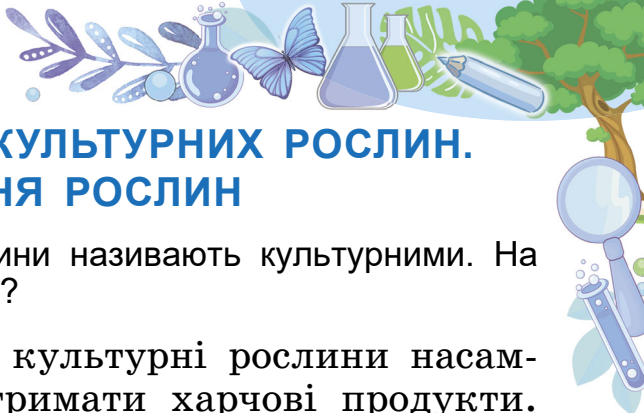 КУЛЬТУРНИХ РОСЛИН.
НЯ РОСЛИН
ини називають культурними. На
?
культурні рослини насам-
тримати харчові продукти.